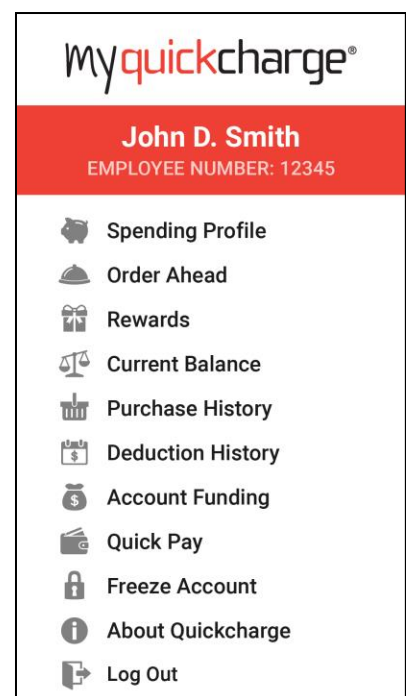 myquickcharge®
John D. Smith
EMPLOYEE NUMBER: 12345
Spending Profile
Order Ahead
Rewards
Current Balance
Purchase History
$ Deduction History
$ Account Funding
Quick Pay
Freeze Account
i About Quickcharge
Log Out